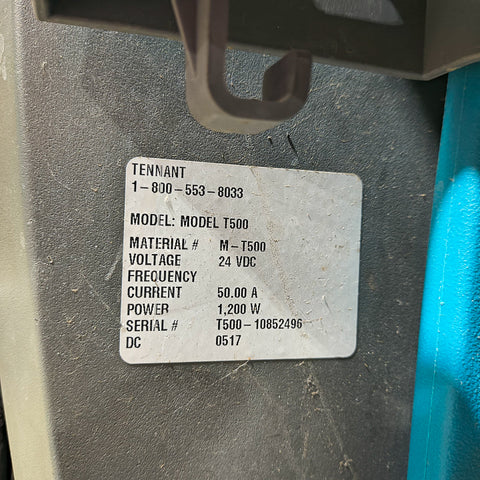 TENNANT
1-800-553-8033
MODEL: MODEL T500
MATERIAL # M-T500
VOLTAGE 24 VDC
FREQUENCY
CURRENT 50.00 A
POWER 1,200 W
SERIAL # T500-10852496
DC 0517